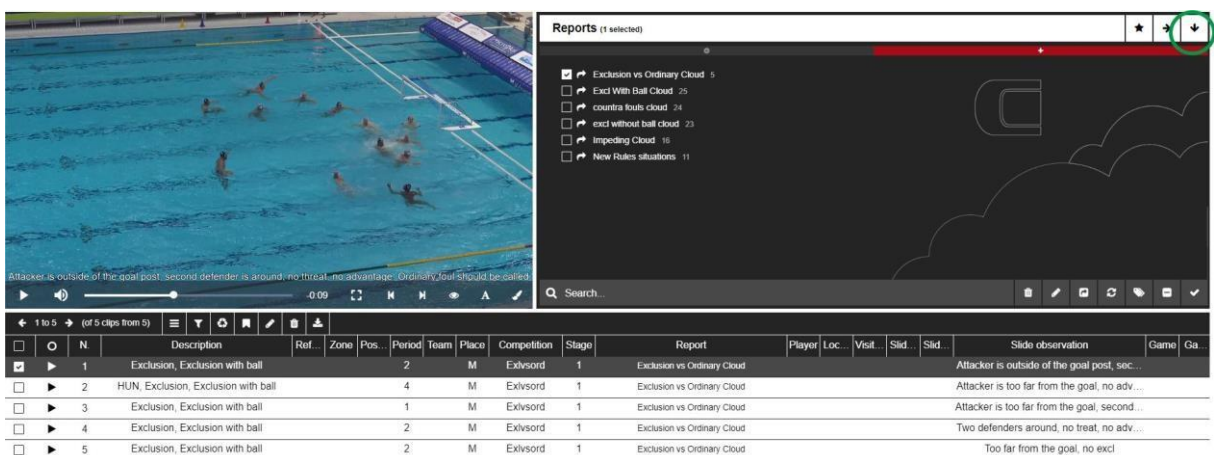 Reports (1 selected)
Exclusion vs Ordinary Cloud 5
Excl With Ball Cloud 25
countra fouls cloud 24
excl without ball cloud 23
Impeding Cloud 16
New Rules situations 11
Attacker is outside of the goal post, second defender is around, no threat, no advantage. Ordinary foul should be called
-0:09 A
Search...
1 to 5 (of 5 clips from 5)
N. Description Ref... Zone Pos... Period Team Place Competition Stage Report Player Loc... Visit... Slid... Slid... Slide observation Game Ga...
1 Exclusion, Exclusion with ball 2 M Exlvsord 1 Exclusion vs Ordinary Cloud Attacker is outside of the goal post, sec...
2 HUN, Exclusion, Exclusion with ball 4 M Exlvsord 1 Exclusion vs Ordinary Cloud Attacker is too far from the goal, no adv...
3 Exclusion, Exclusion with ball 1 M Exlvsord 1 Exclusion vs Ordinary Cloud Attacker is too far from the goal, second...
4 Exclusion, Exclusion with ball 2 M Exlvsord 1 Exclusion vs Ordinary Cloud Two defenders around, no treat, no adv...
5 Exclusion, Exclusion with ball 2 M Exlvsord 1 Exclusion vs Ordinary Cloud Too far from the goal, no excl